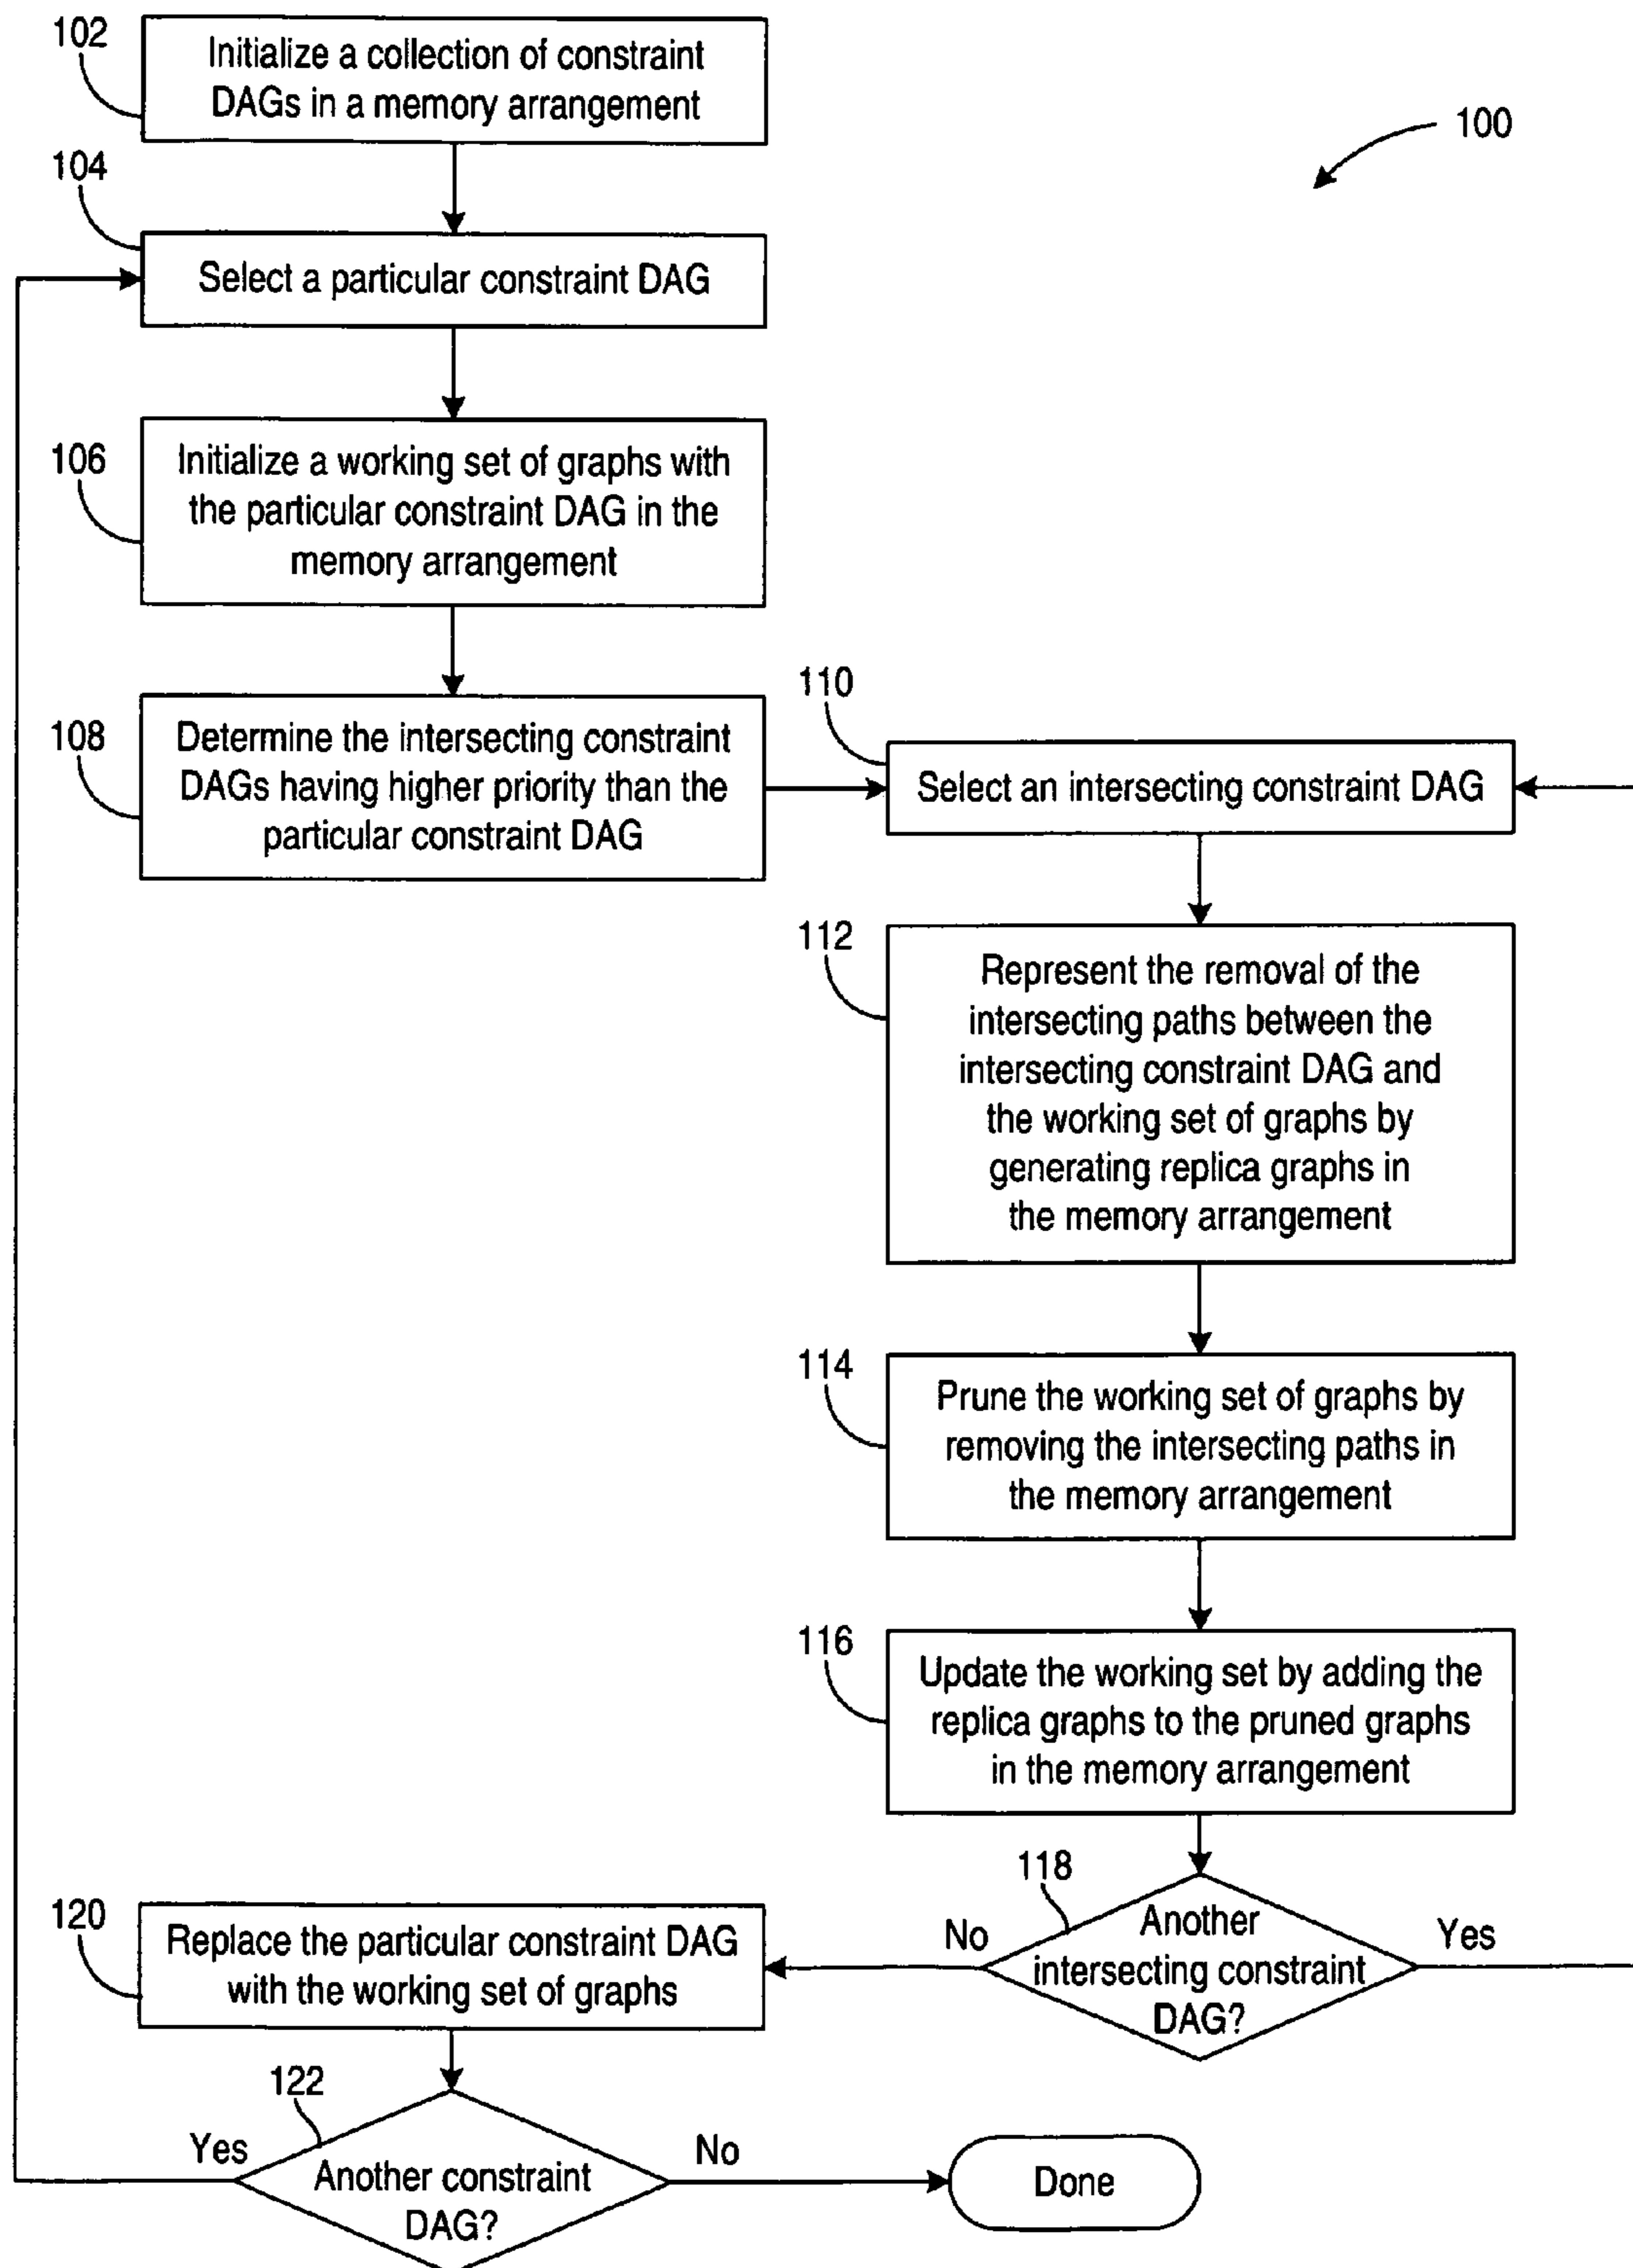 102
Initialize a collection of constraint
DAGs in a memory arrangement
100
104
Select a particular constraint DAG
106
Initialize a working set of graphs with
the particular constraint DAG in the
memory arrangement
108
Determine the intersecting constraint
DAGs having higher priority than the
particular constraint DAG
110
Select an intersecting constraint DAG
112
Represent the removal of the
intersecting paths between the
intersecting constraint DAG and
the working set of graphs by
generating replica graphs in
the memory arrangement
114
Prune the working set of graphs by
removing the intersecting paths in
the memory arrangement
116
Update the working set by adding the
replica graphs to the pruned graphs
in the memory arrangement
118
Another
intersecting constraint
DAG?
No
Yes
120
Replace the particular constraint DAG
with the working set of graphs
122
Another constraint
DAG?
Yes
No
Done